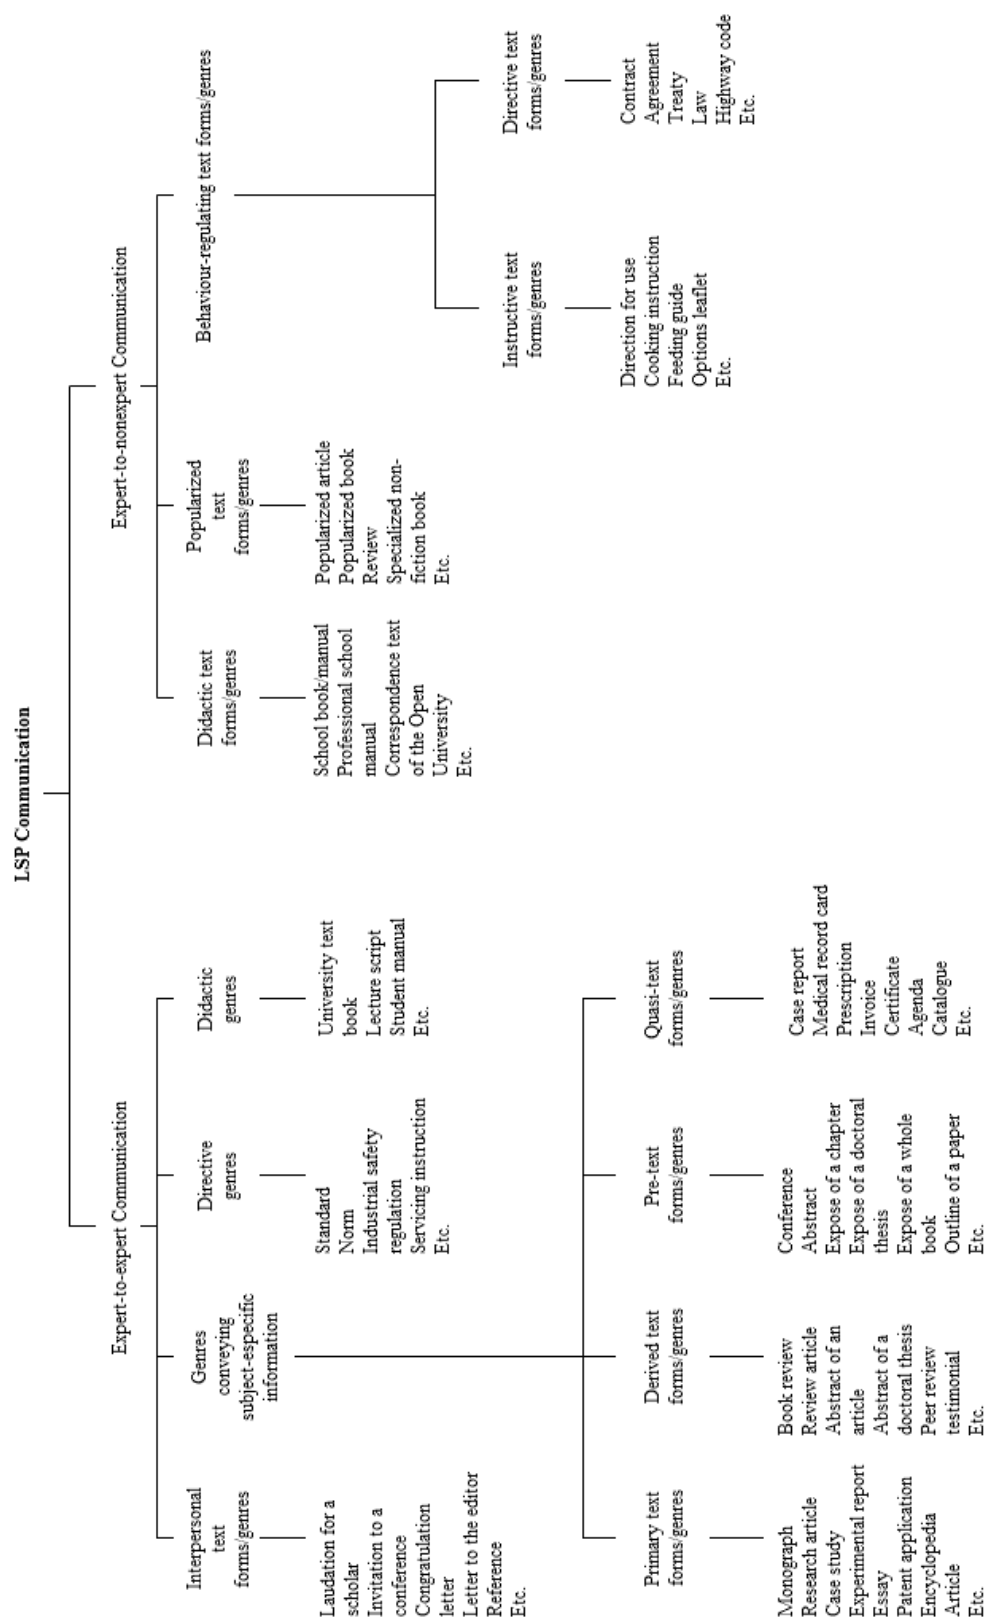 LSP Communication
Expert-to-expert Communication
Expert-to-nonexpert Communication
Interpersonal
text
forms/genres
Genres
conveying
subject-especific
information
Directive
genres
Didactic
genres
Didactic text
forms/genres
Popularized
text
forms/genres
Behaviour-regulating text forms/genres
Laudation for a
scholar
Invitation to a
conference
Congratulation
letter
Letter to the editor
Reference
Etc.
Standard
Norm
Industrial safety
regulation
Servicing instruction
Etc.
University text
book
Lecture script
Student manual
Etc.
School book/manual
Professional school
manual
Correspondence text
of the Open
University
Etc.
Popularized article
Popularized book
Review
Specialized non-
fiction book
Etc.
Instructive text
forms/genres
Directive text
forms/genres
Direction for use
Cooking instruction
Feeding guide
Options leaflet
Etc.
Contract
Agreement
Treaty
Law
Highway code
Etc.
Primary text
forms/genres
Derived text
forms/genres
Pre-text
forms/genres
Quasi-text
forms/genres
Monograph
Research article
Case study
Experimental report
Essay
Patent application
Encyclopedia
Article
Etc.
Book review
Review article
Abstract of an
article
Abstract of a
doctoral thesis
Peer review
testimonial
Etc.
Conference
Abstract
Expose of a chapter
Expose of a doctoral
thesis
Expose of a whole
book
Outline of a paper
Etc.
Case report
Medical record card
Prescription
Invoice
Certificate
Agenda
Catalogue
Etc.